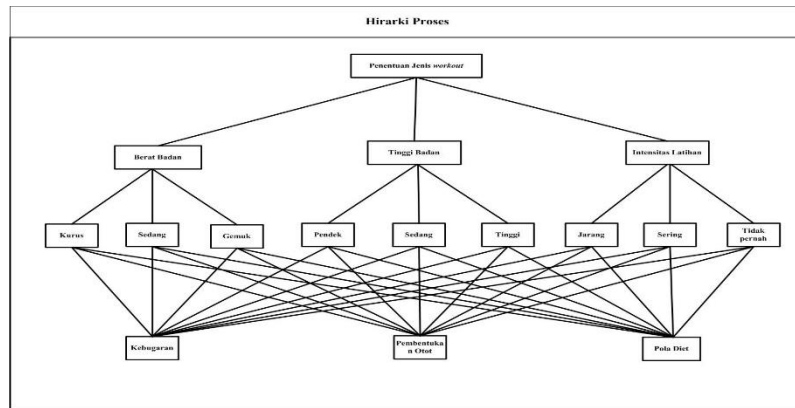 Hirarki Proses
Penentuan Jenis workout
Berat Badan
Tinggi Badan
Intensitas Latihan
Kurus
Sedang
Gemuk
Pendek
Sedang
Tinggi
Jarang
Sering
Tidak
pernah
Kebugaran
Pembentuka
n Otot
Pola Diet